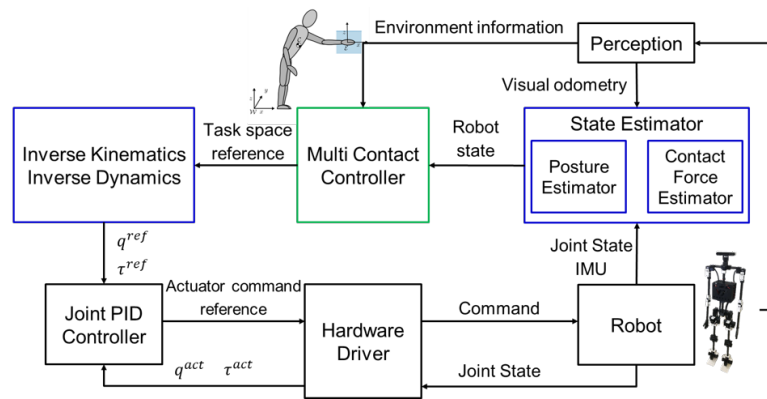 Environment information
Perception
Visual odometry
Task space
reference
Robot
state
State Estimator
Inverse Kinematics
Inverse Dynamics
Multi Contact
Controller
Posture
Estimator
Contact
Force
Estimator
q^{ref}
τ^{ref}
Joint State
IMU
Actuator command
reference
Joint PID
Controller
Hardware
Driver
Command
Robot
q^{act} τ^{act}
Joint State